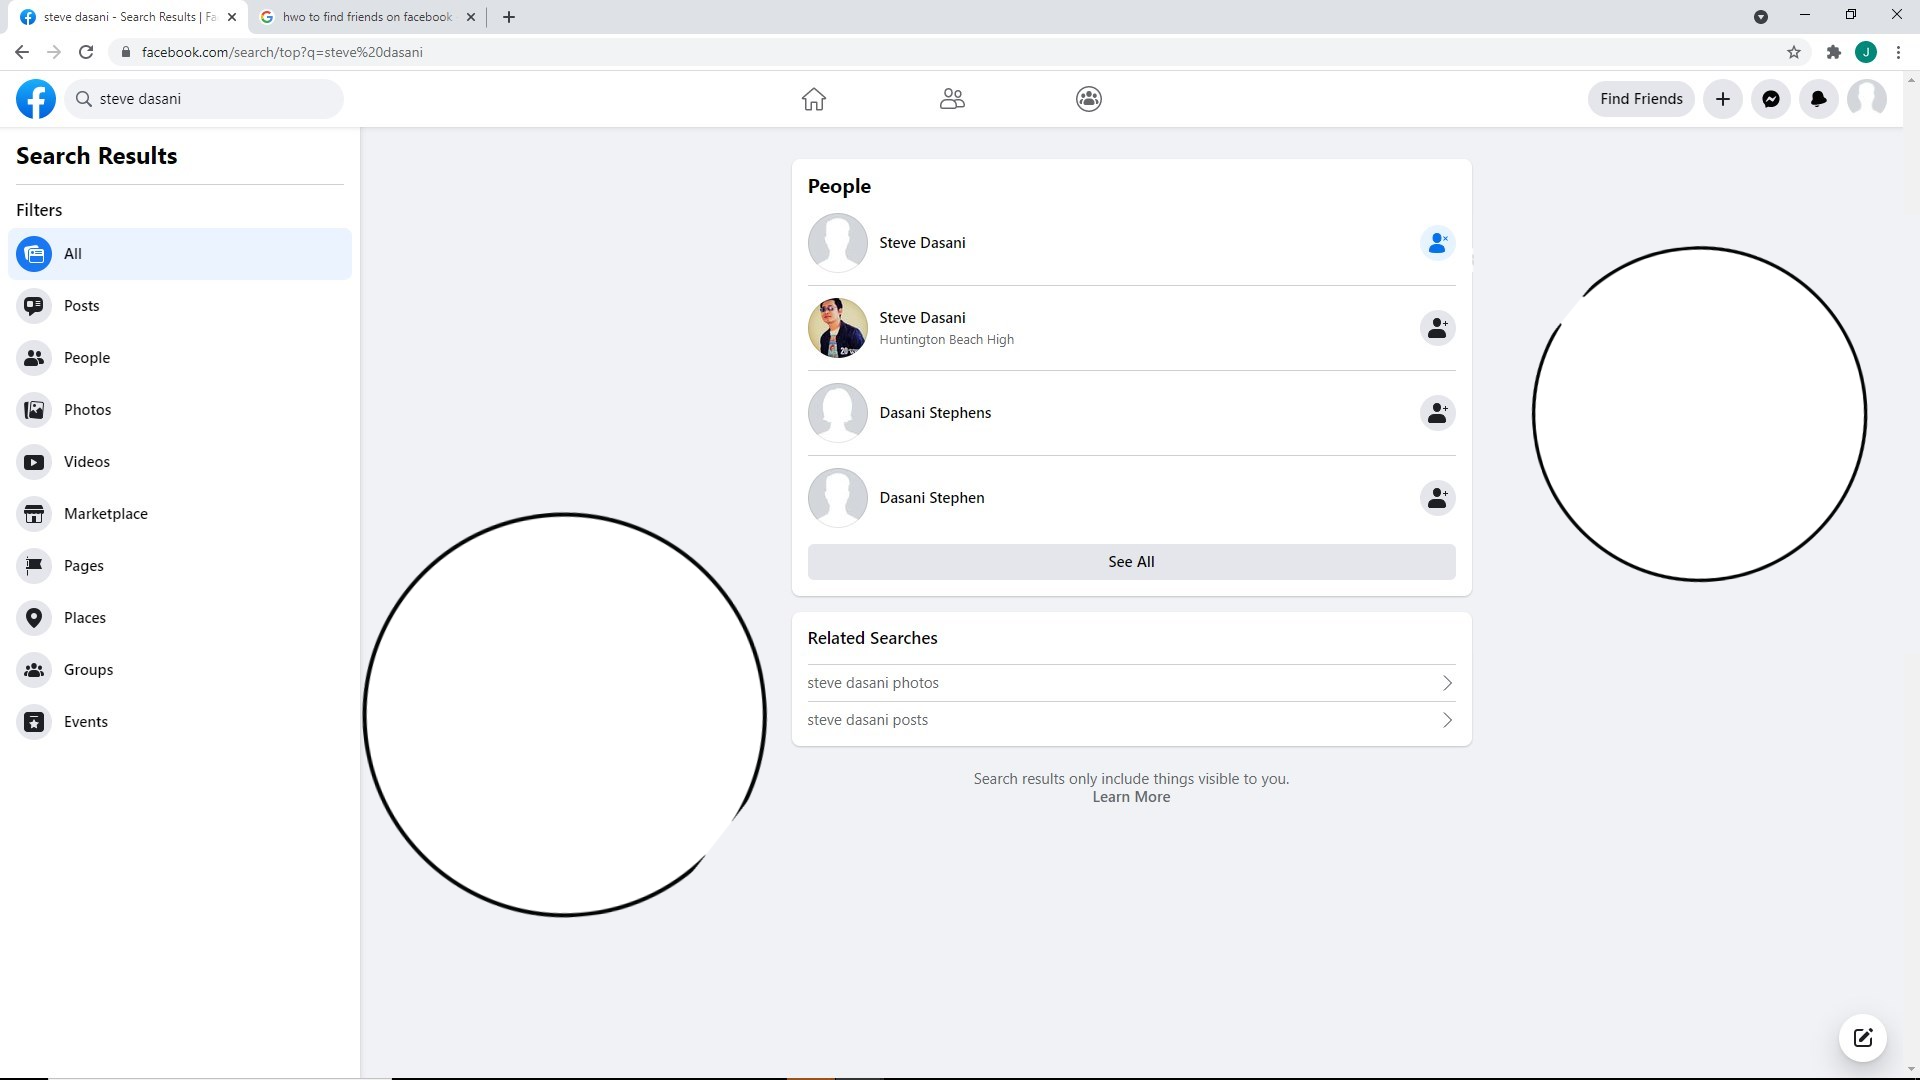 steve dasani - Search Results | Fa
hwo to find friends on facebook
facebook.com/search/top?q=steve%20dasani
J
steve dasani
Find Friends
Search Results
Filters
All
Posts
People
Photos
Videos
Marketplace
Pages
Places
Groups
Events
People
Steve Dasani
Steve Dasani
Huntington Beach High
Dasani Stephens
Dasani Stephen
See All
Related Searches
steve dasani photos
steve dasani posts
Search results only include things visible to you.
Learn More